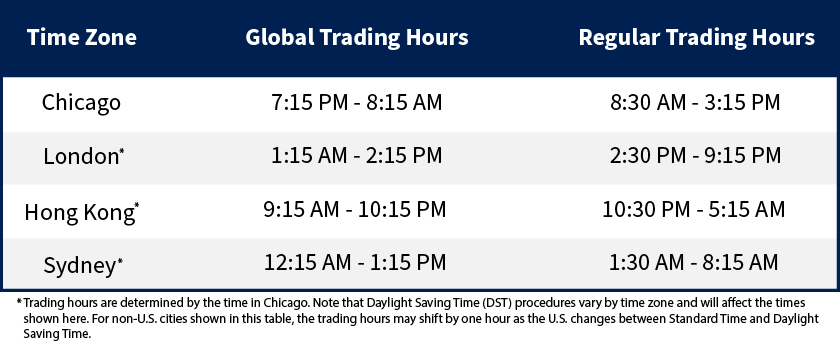 Time Zone Global Trading Hours Regular Trading Hours
Chicago 7:15 PM - 8:15 AM 8:30 AM - 3:15 PM
London* 1:15 AM - 2:15 PM 2:30 PM - 9:15 PM
Hong Kong* 9:15 AM - 10:15 PM 10:30 PM - 5:15 AM
Sydney* 12:15 AM - 1:15 PM 1:30 AM - 8:15 AM
*Trading hours are determined by the time in Chicago. Note that Daylight Saving Time (DST) procedures vary by time zone and will affect the times
shown here. For non-U.S. cities shown in this table, the trading hours may shift by one hour as the U.S. changes between Standard Time and Daylight
Saving Time.